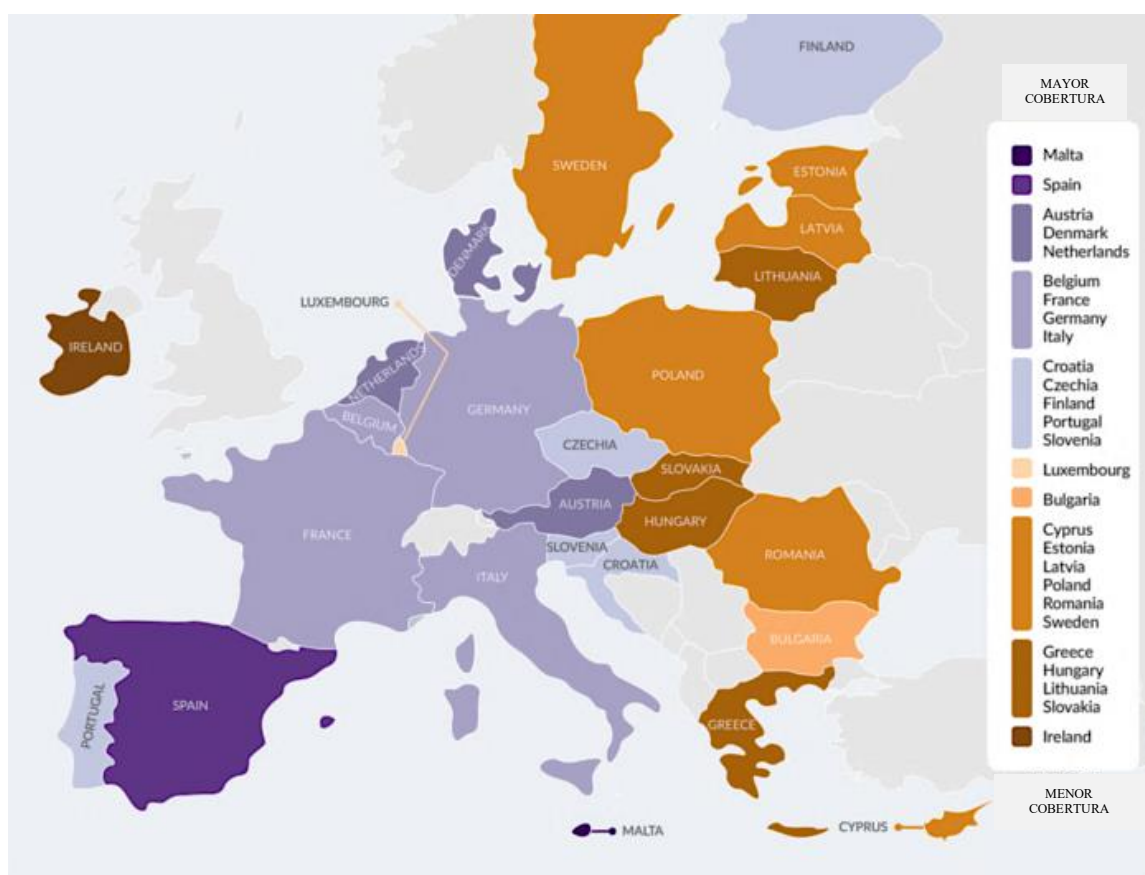 FINLAND
MAYOR
COBERTURA
SWEDEN
ESTONIA
LATVIA
LITHUANIA
DENMARK
LUXEMBOURG
IRELAND
NETHERLANDS
BELGIUM
GERMANY
POLAND
CZECHIA
SLOVAKIA
AUSTRIA
HUNGARY
FRANCE
SLOVENIA
CROATIA
ROMANIA
ITALY
BULGARIA
SPAIN
PORTUGAL
GREECE
MALTA
CYPRUS
Malta
Spain
Austria
Denmark
Netherlands
Belgium
France
Germany
Italy
Croatia
Czechia
Finland
Portugal
Slovenia
Luxembourg
Bulgaria
Cyprus
Estonia
Latvia
Poland
Romania
Sweden
Greece
Hungary
Lithuania
Slovakia
Ireland
MENOR
COBERTURA